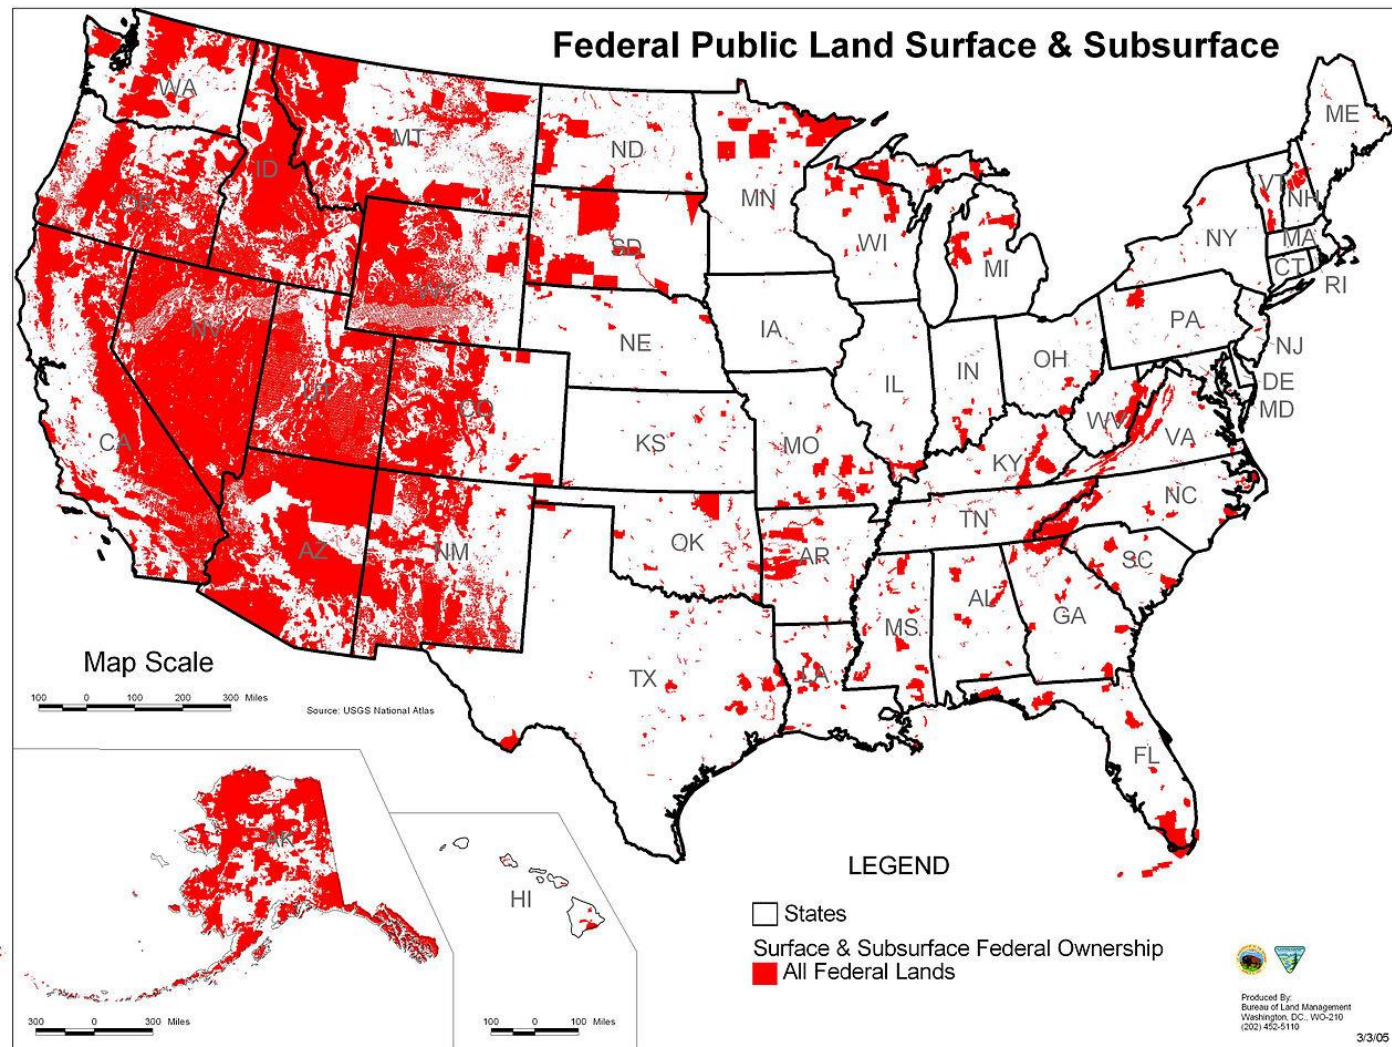 Federal Public Land Surface & Subsurface
WA
MT
ND
MN
ME
OR
ID
SD
WI
MI
VT
NH
NY
MA
CT
RI
WY
NE
IA
PA
NJ
NV
UT
CO
IL
IN
OH
DE
MD
WV
VA
CA
KS
MO
KY
NC
TN
AZ
NM
OK
AR
SC
MS
AL
GA
TX
LA
FL
Map Scale
100 0 100 200 300 Miles
Source: USGS National Atlas
AK
HI
300 0 300 Miles
100 0 100 Miles
LEGEND
States
Surface & Subsurface Federal Ownership
All Federal Lands
Produced By:
Bureau of Land Management
Washington, DC., WO-210
(202) 452-5110
3/3/05